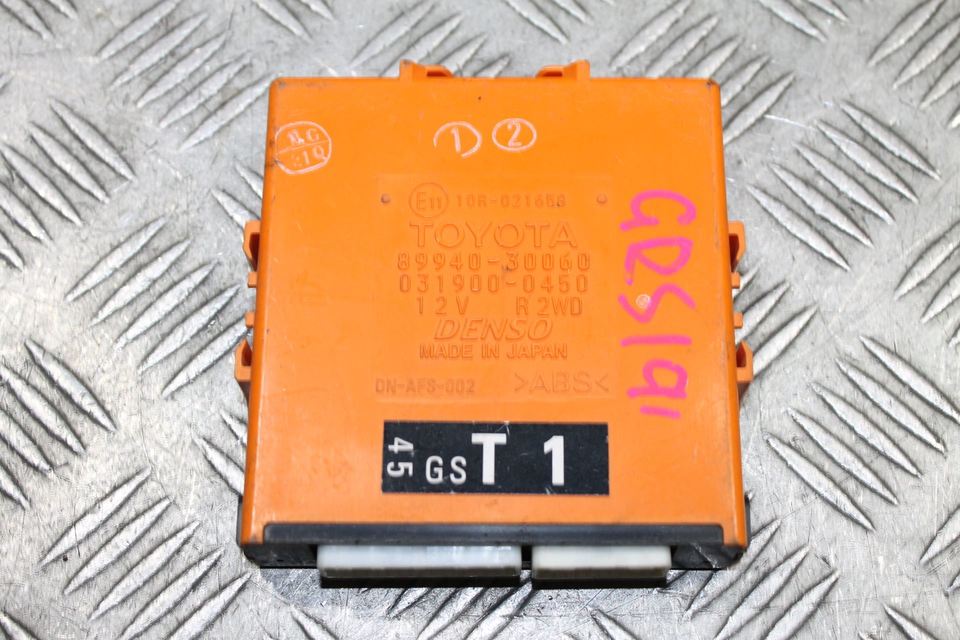 1 2
E11 10R-021658
TOYOTA
89940-30060
031900-0450
12V R2WD
DENSO
MADE IN JAPAN
DN-AFS-002 >ABS<
45 GS T 1
GRS191